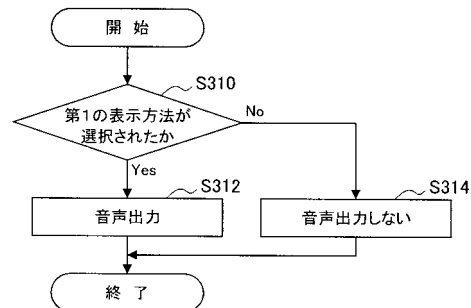 開 始
S310
第1の表示方法が
選択されたか
No
Yes
S312
音声出力
S314
音声出力しない
終 了